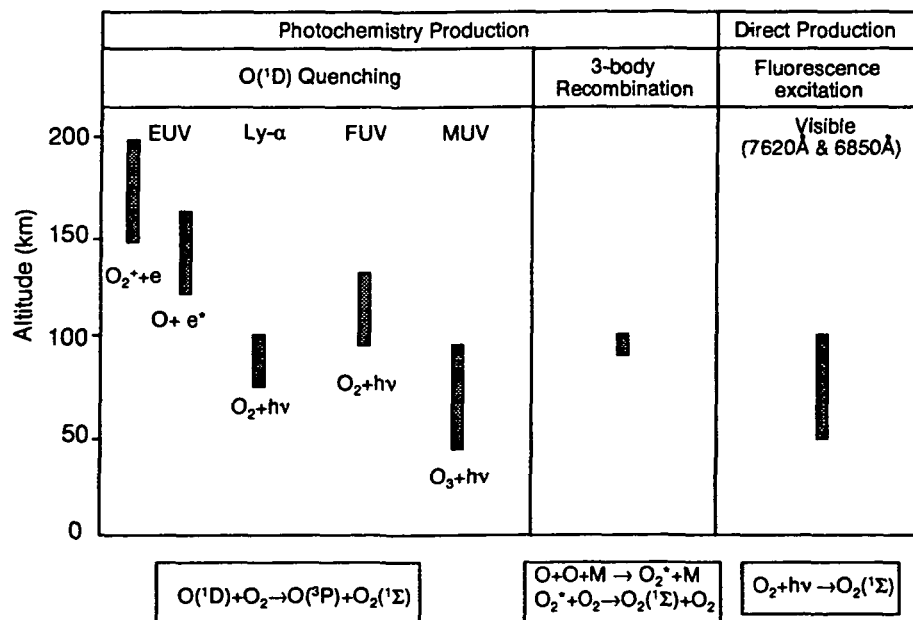 Photochemistry Production
Direct Production
O(¹D) Quenching
3-body
Recombination
Fluorescence
excitation
EUV
Ly-α
FUV
MUV
Visible
(7620Å & 6850Å)
Altitude (km)
200
150
100
50
0
O₂⁺+e
O+ e*
O₂+hν
O₂+hν
O₃+hν
O(¹D)+O₂→O(³P)+O₂(¹Σ)
O+O+M → O₂*+M
O₂*+O₂→O₂(¹Σ)+O₂
O₂+hν→O₂(¹Σ)